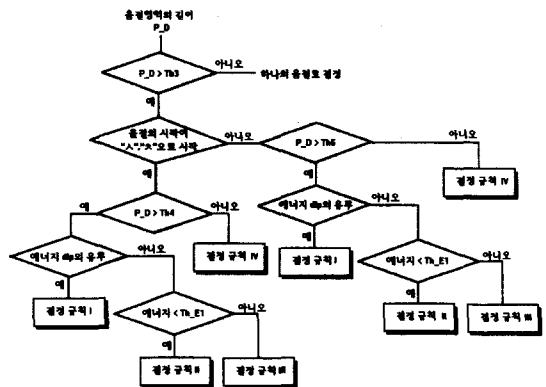 음절영역의 길이
P_D
P_D > Th3
아니오
하나의 음절로 결정
예
음절의 시작이
"ㅅ","ㅊ"으로 시작
아니오
P_D > Th5
아니오
예
예
결정 규칙 IV
P_D > Th4
아니오
에너지 dip의 유무
아니오
예
예
에너지 dip의 유무
아니오
결정 규칙 IV
결정 규칙 I
에너지 < Th_E1
아니오
예
예
결정 규칙 I
에너지 < Th_E1
아니오
결정 규칙 II
결정 규칙 III
예
결정 규칙 II
결정 규칙 III